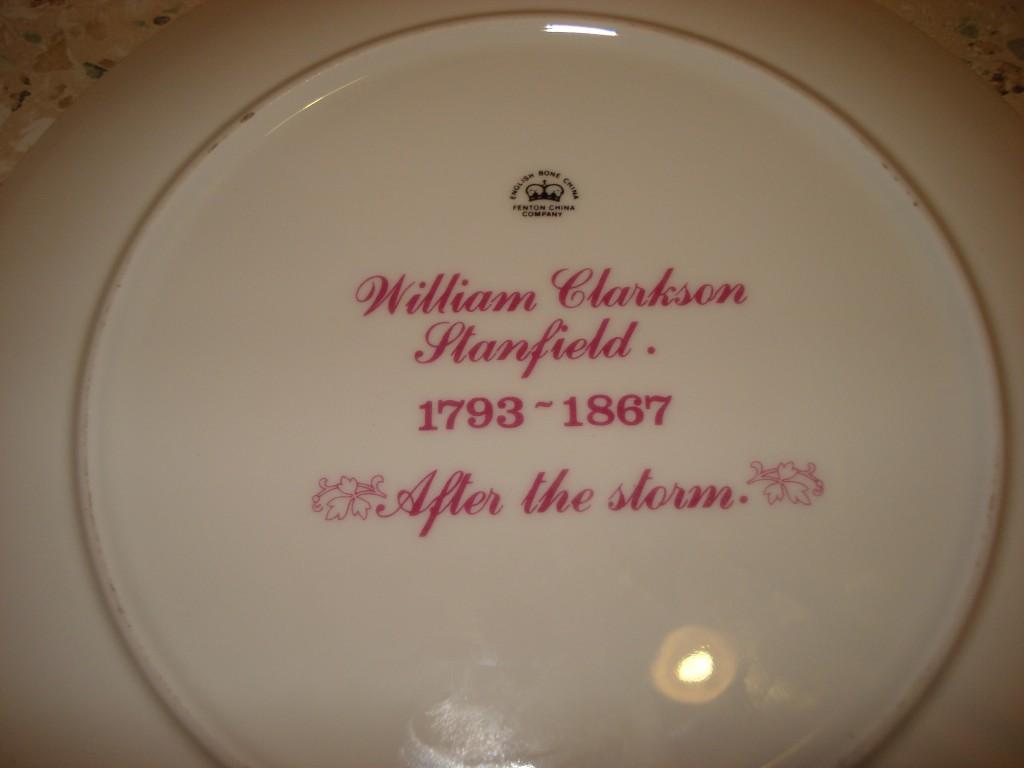 ENGLISH BONE CHINA
FENTON CHINA
COMPANY
William Clarkson
Stanfield .
1793 ~ 1867
After the storm.